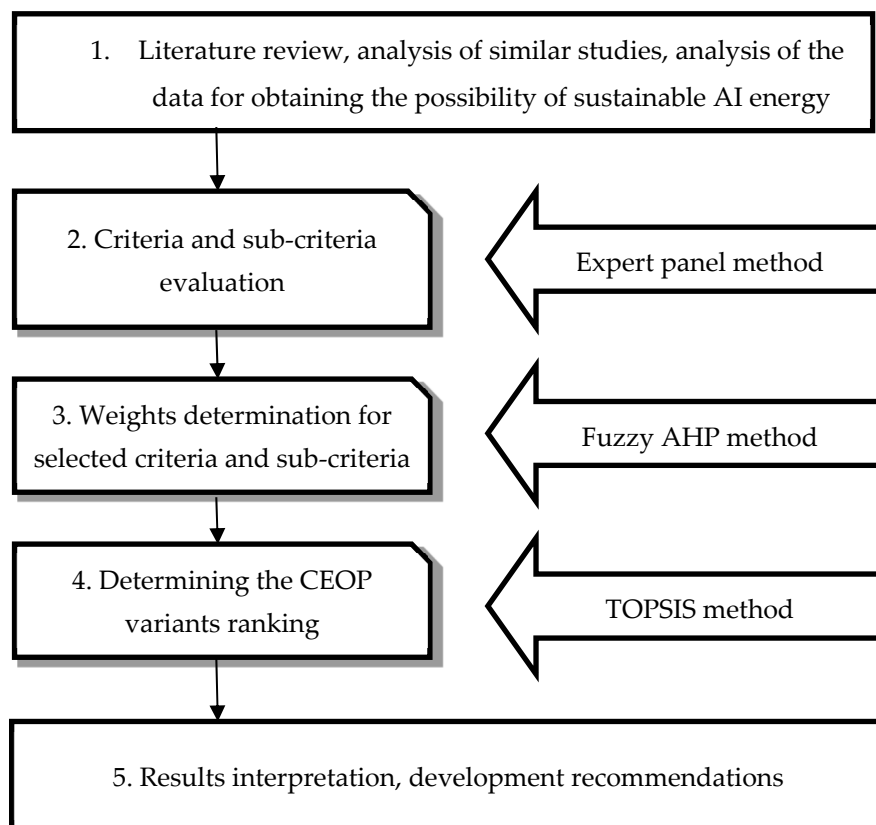 1. Literature review, analysis of similar studies, analysis of the
data for obtaining the possibility of sustainable AI energy
2. Criteria and sub-criteria
evaluation
Expert panel method
3. Weights determination for
selected criteria and sub-criteria
Fuzzy AHP method
4. Determining the CEOP
variants ranking
TOPSIS method
5. Results interpretation, development recommendations